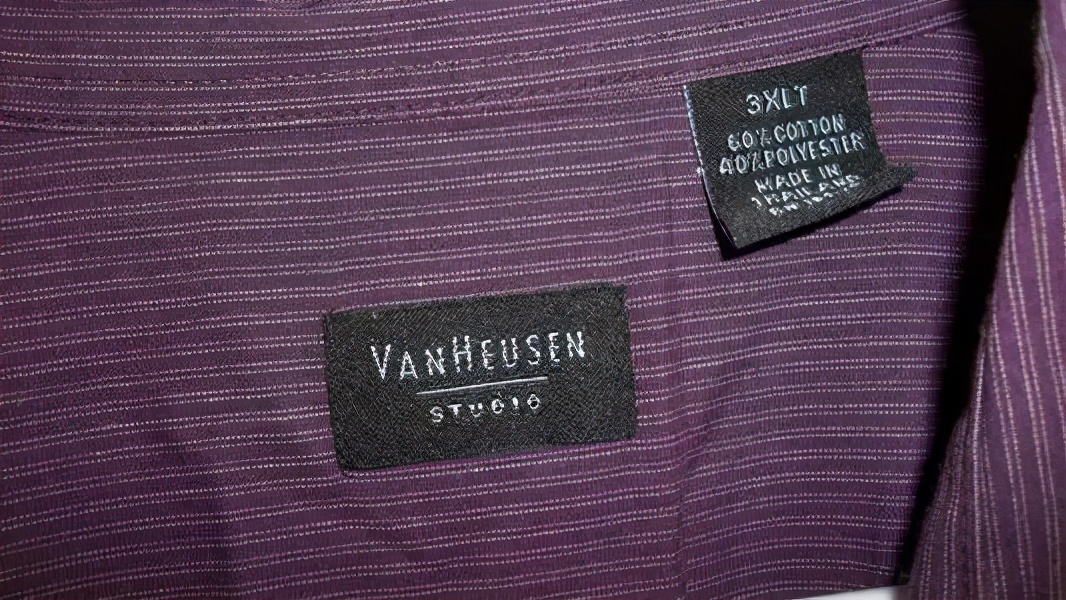 3XLT
60% COTTON
40% POLYESTER
MADE IN
THAILAND
VANHEUSEN
STUDIO